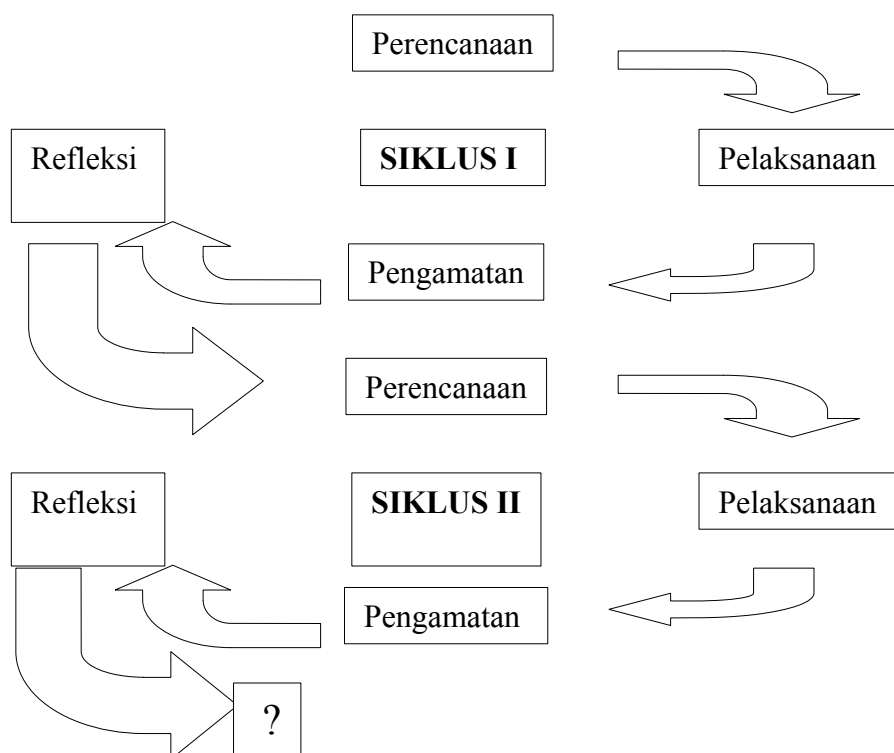 Perencanaan
Refleksi
SIKLUS I
Pelaksanaan
Pengamatan
Perencanaan
Refleksi
SIKLUS II
Pelaksanaan
Pengamatan
?